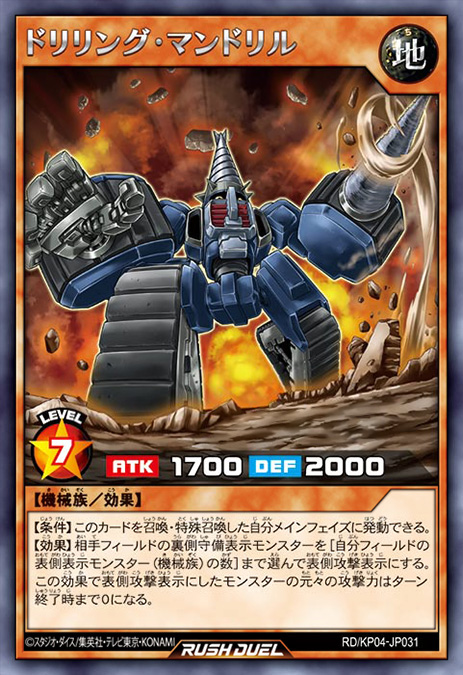 ドリリング・マンドリル
地
LEVEL
7
ATK 1700 DEF 2000
【機械族／効果】
【条件】このカードを召喚・特殊召喚した自分メインフェイズに発動できる。
【効果】相手フィールドの裏側守備表示モンスターを［自分フィールドの
表側表示モンスター（機械族）の数］まで選んで表側攻撃表示にする。
この効果で表側攻撃表示にしたモンスターの元々の攻撃力はターン
終了時まで０になる。
©スタジオ・ダイス/集英社・テレビ東京・KONAMI
RUSH DUEL
RD/KP04-JP031